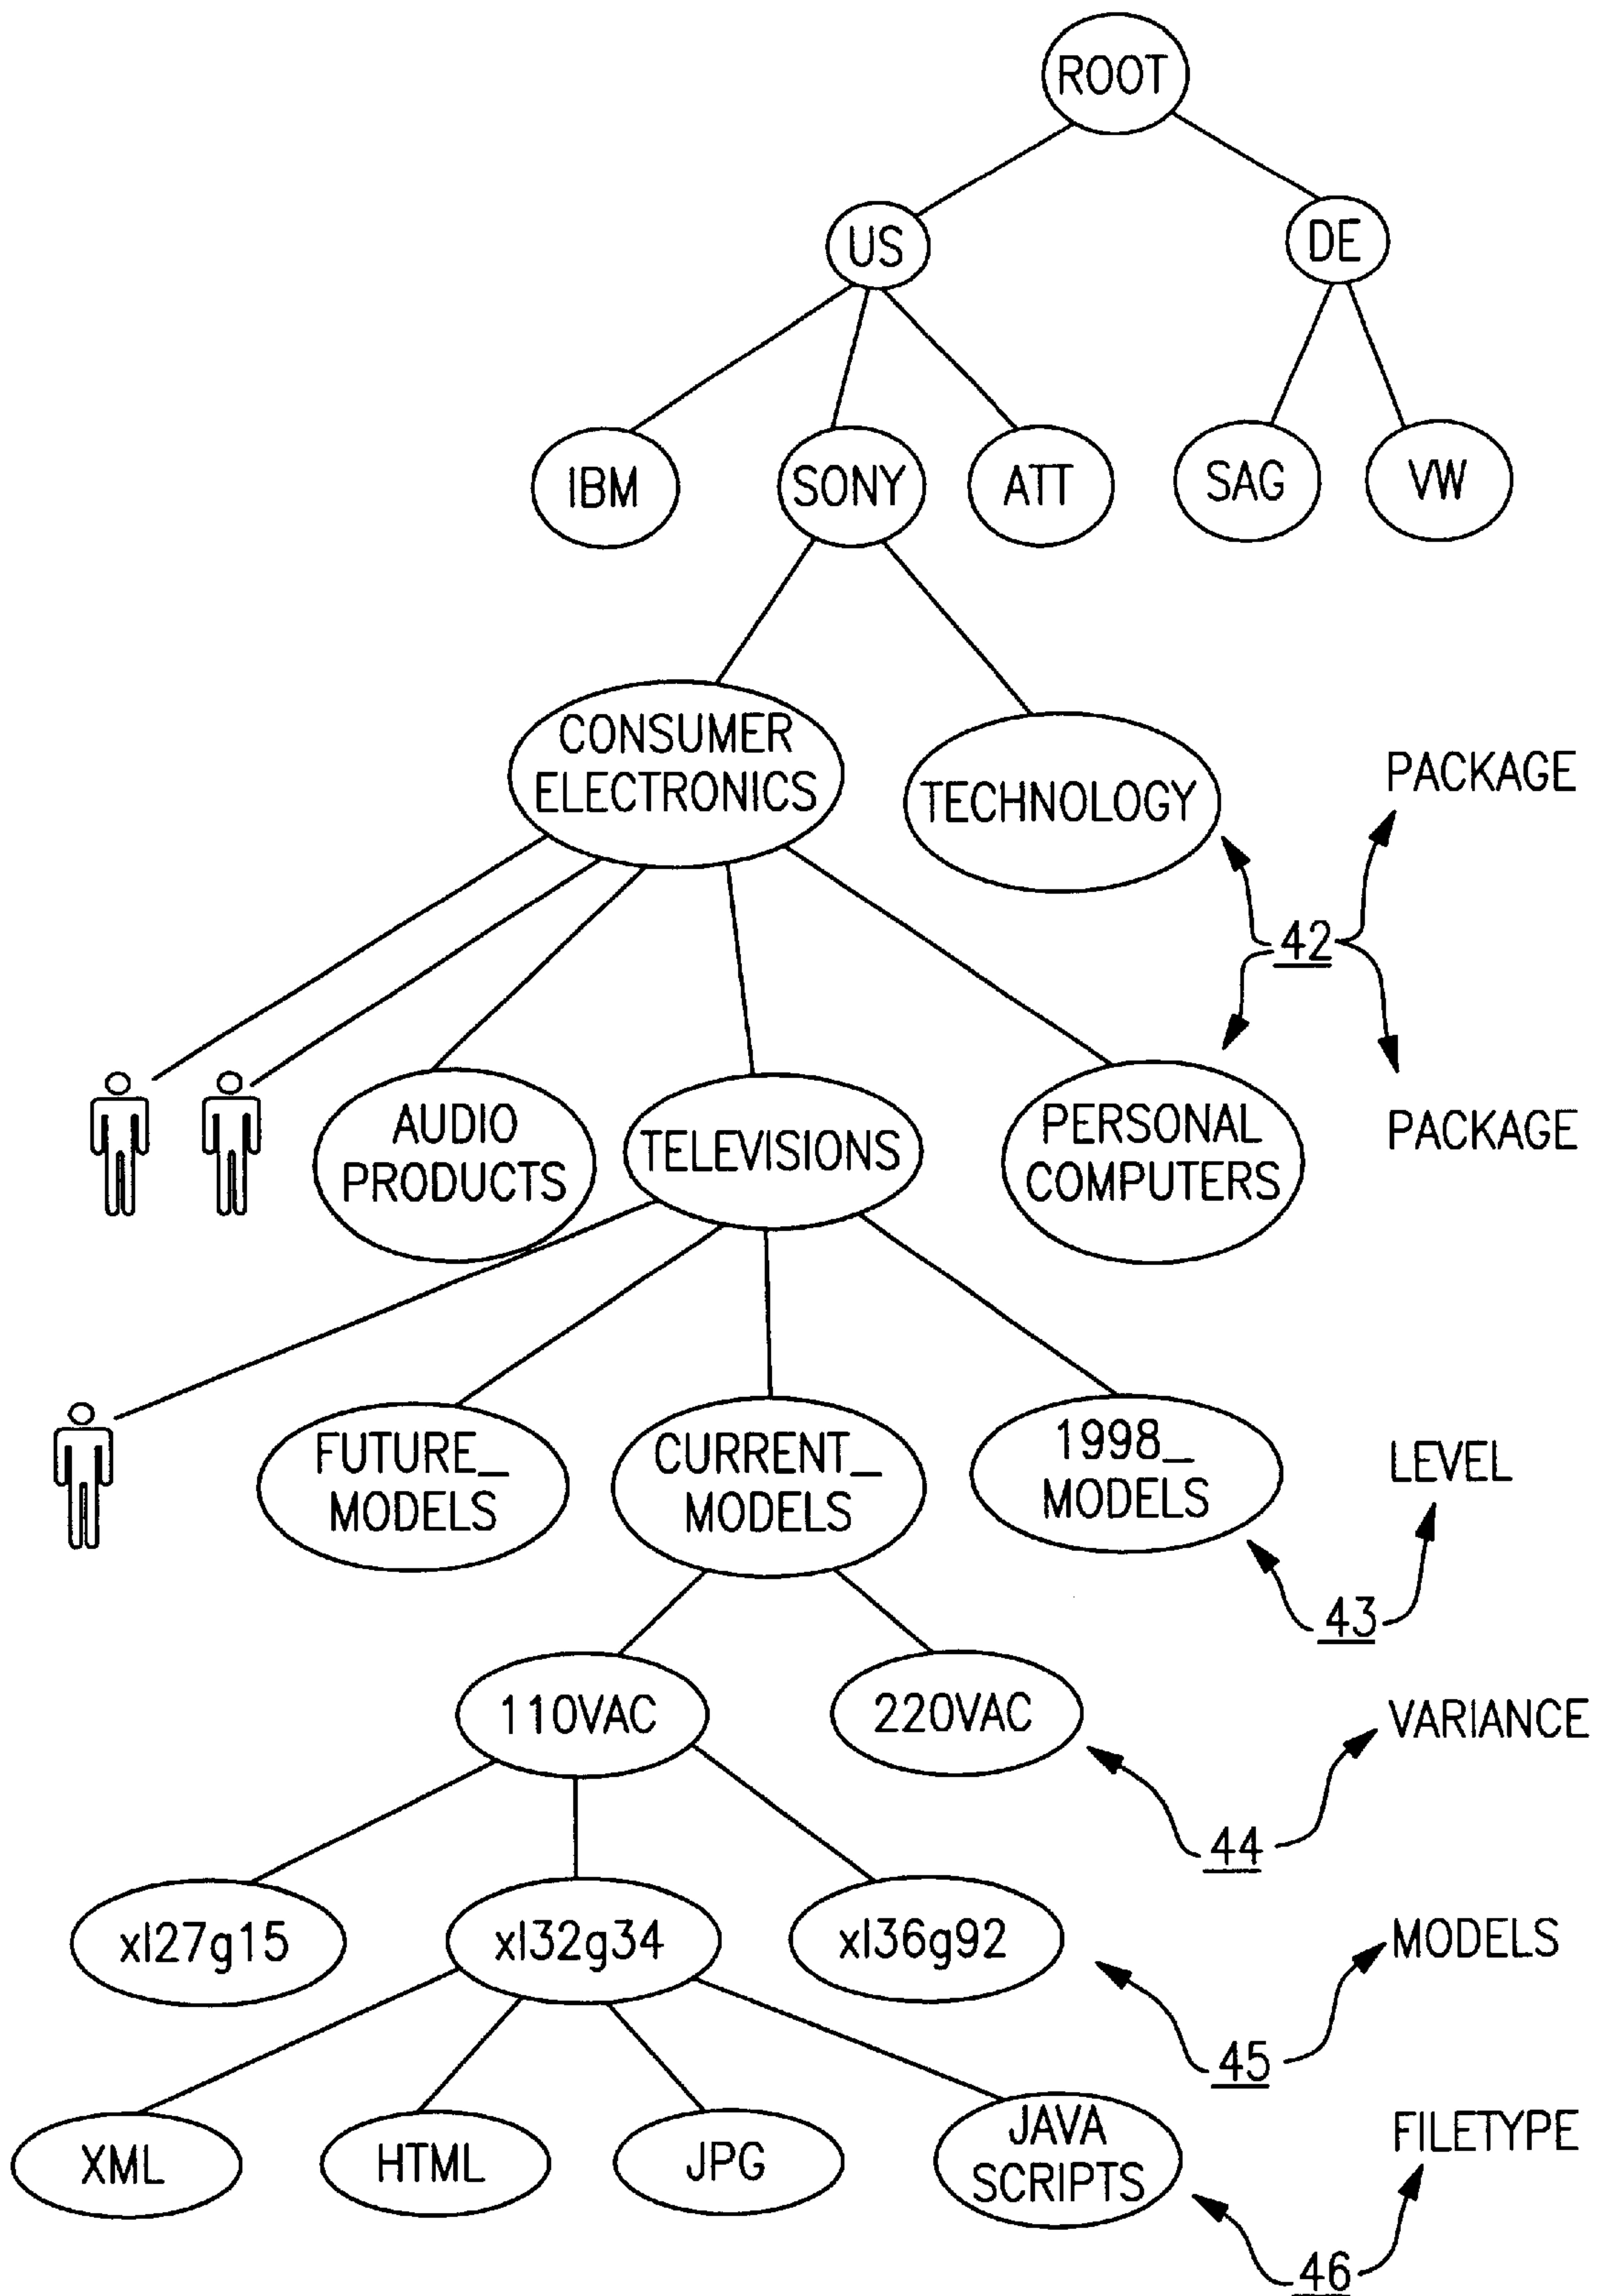 ROOT
US
DE
IBM
SONY
ATT
SAG
VW
CONSUMER
ELECTRONICS
TECHNOLOGY
PACKAGE
42
AUDIO
PRODUCTS
TELEVISIONS
PERSONAL
COMPUTERS
PACKAGE
FUTURE_
MODELS
CURRENT_
MODELS
1998_
MODELS
LEVEL
43
110VAC
220VAC
VARIANCE
44
xl27g15
xl32g34
xl36g92
MODELS
45
XML
HTML
JPG
JAVA
SCRIPTS
FILETYPE
46